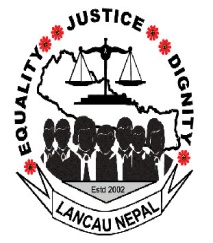 EQUALITY JUSTICE DIGNITY
Estd 2002
LANCAU NEPAL